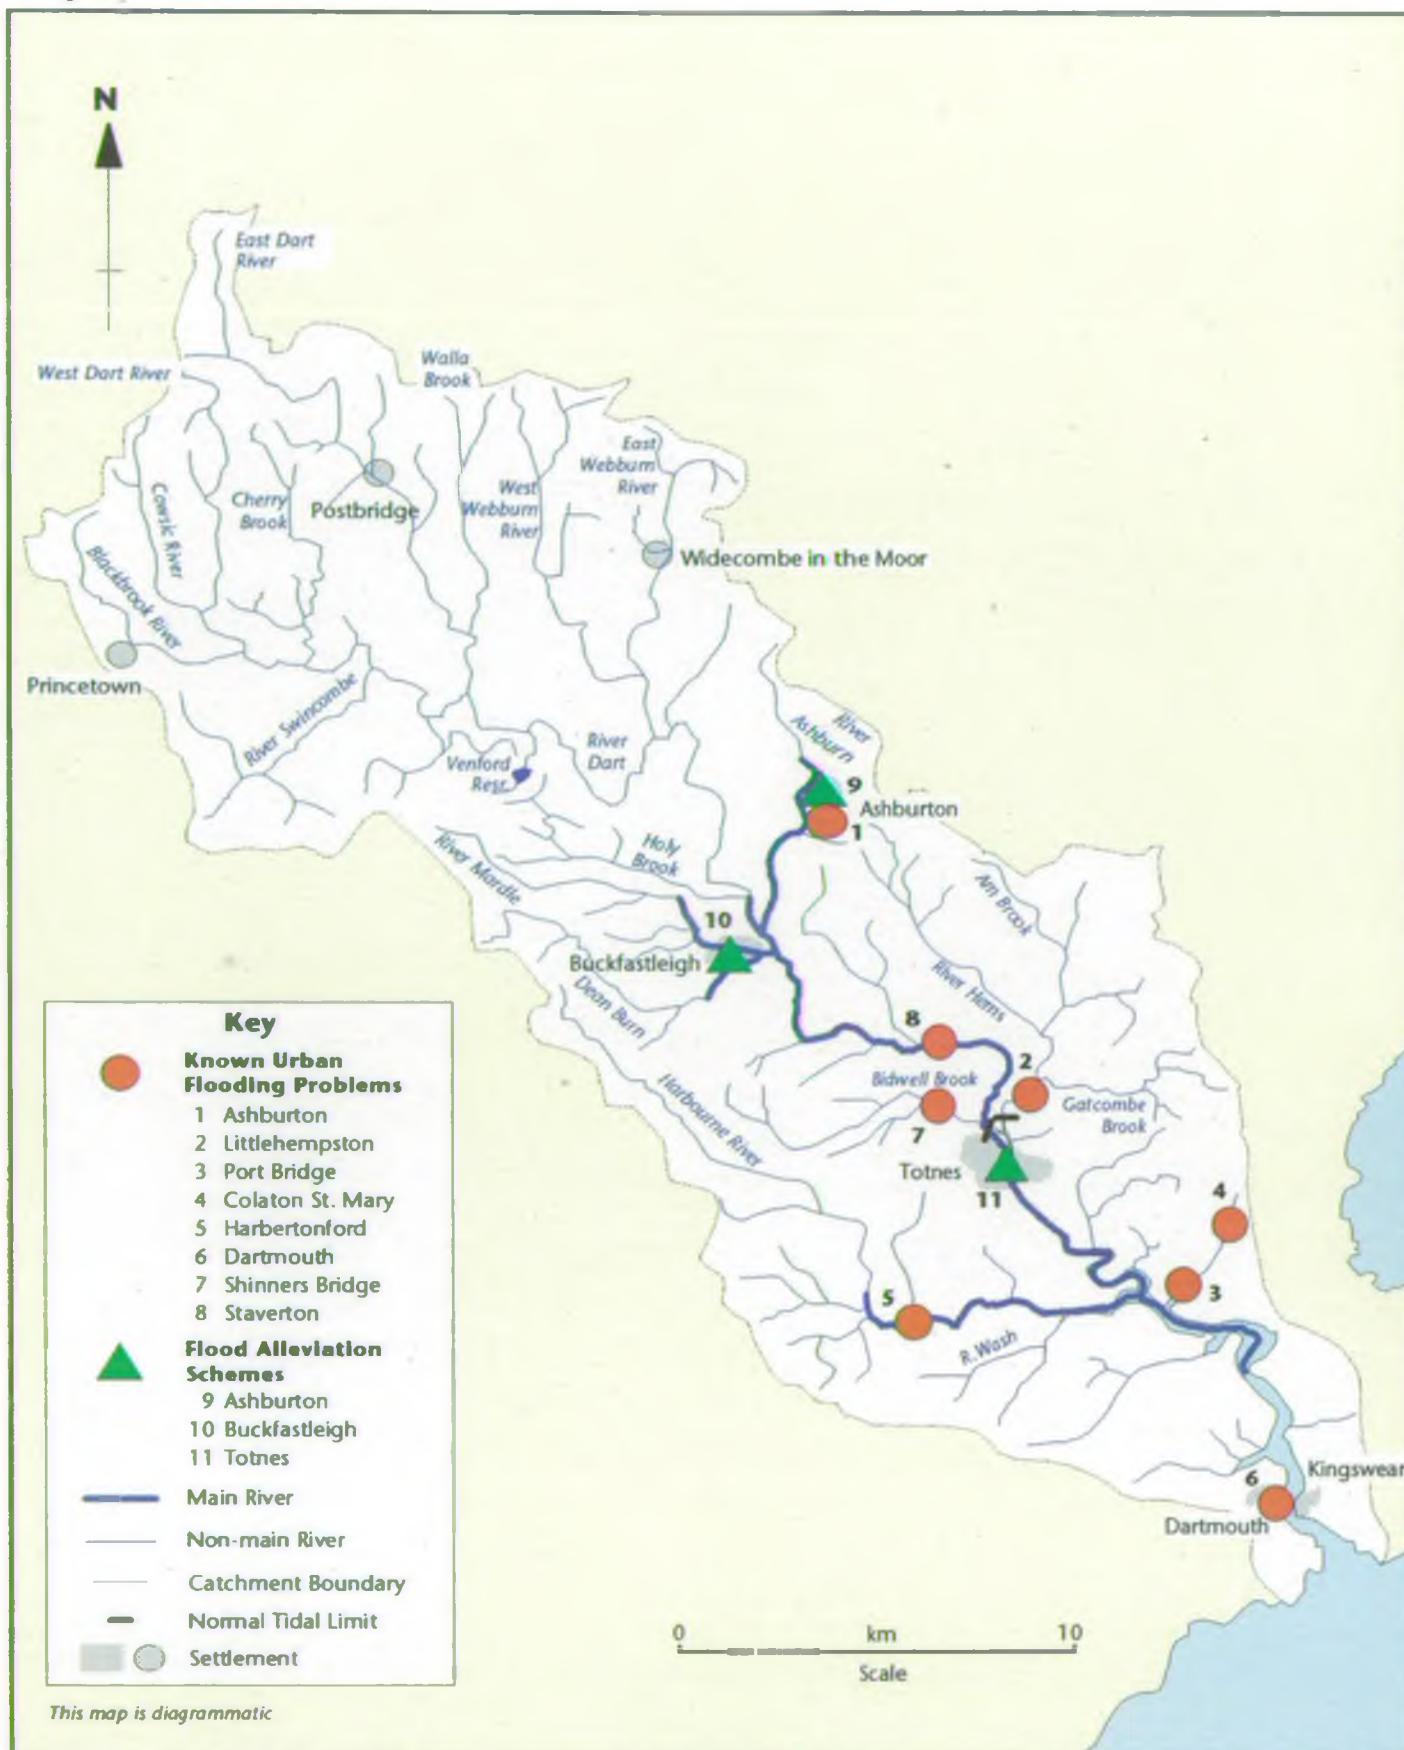 N
East Dart
River
West Dart River
Walla
Brook
East
Webburn
River
Cowsic River
Cherry
Brook
Postbridge
West
Webburn
River
Blackbrook River
Widecombe in the Moor
Princetown
River Swincombe
River
Ashburn
Venford
Resr.
River
Dart
9
Ashburton
1
River Mardle
Holy
Brook
Am Brook
10
Buckfastleigh
River Hems
Dean Burn
8
2
Bidwell Brook
Harbourne River
Gatcombe
Brook
7
Totnes
11
4
5
3
R. Wash
6
Kingswear
Dartmouth
Key
Known Urban
Flooding Problems
1 Ashburton
2 Littlehempston
3 Port Bridge
4 Colaton St. Mary
5 Harbertonford
6 Dartmouth
7 Shinners Bridge
8 Staverton
Flood Alleviation
Schemes
9 Ashburton
10 Buckfastleigh
11 Totnes
Main River
Non-main River
Catchment Boundary
Normal Tidal Limit
Settlement
0 km 10
Scale
This map is diagrammatic